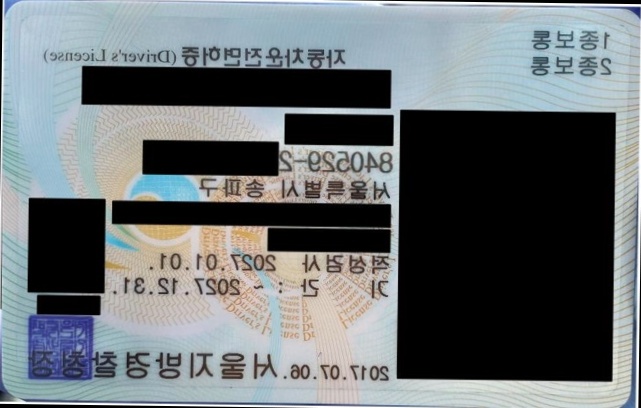 1종보통
2종보통
자동차운전면허증 (Driver's License)
840529-2
서울특별시 송파구
적성검사 2027.01.01.
기 간 : ~ 2027.12.31.
2017.07.06. 서울지방경찰청장